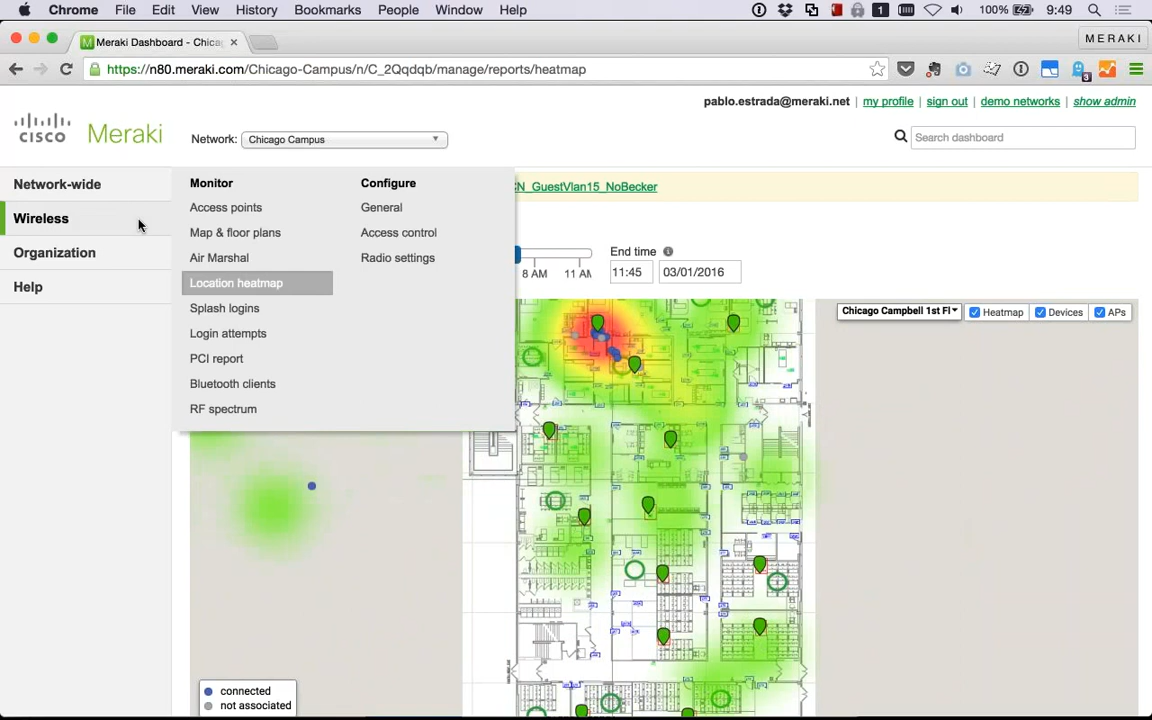 Chrome File Edit View History Bookmarks People Window Help 1 100% 9:49
Meraki Dashboard - Chica MERAKI
https://n80.meraki.com/Chicago-Campus/n/C_2Qqdqb/manage/reports/heatmap 3
pablo.estrada@meraki.net | my profile | sign out | demo networks | show admin
CISCO Meraki Network: Chicago Campus Search dashboard
Network-wide
Wireless
Organization
Help
Monitor
Access points
Map & floor plans
Air Marshal
Location heatmap
Splash logins
Login attempts
PCI report
Bluetooth clients
RF spectrum
Configure
General
Access control
Radio settings
CN_GuestVlan15_NoBecker
8 AM 11 AM
End time
11:45 03/01/2016
Chicago Campbell 1st Fl Heatmap Devices APs
connected
not associated